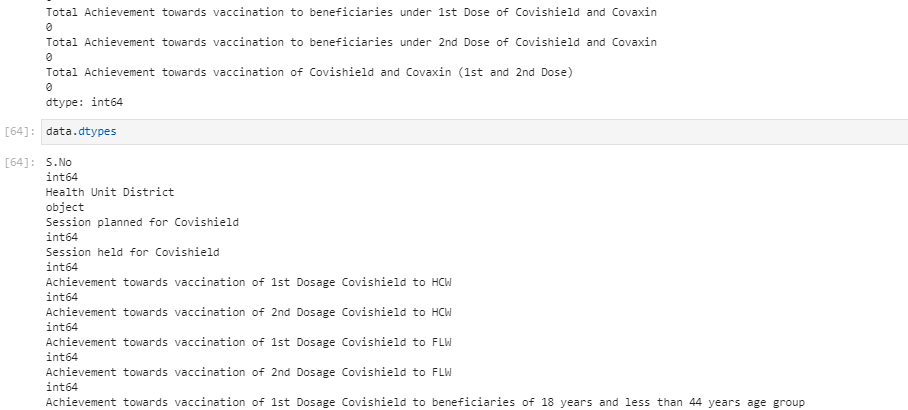 Total Achievement towards vaccination to beneficiaries under 1st Dose of Covishield and Covaxin
0
Total Achievement towards vaccination to beneficiaries under 2nd Dose of Covishield and Covaxin
0
Total Achievement towards vaccination of Covishield and Covaxin (1st and 2nd Dose)
0
dtype: int64
[64]: data.dtypes
[64]: S.No
int64
Health Unit District
object
Session planned for Covishield
int64
Session held for Covishield
int64
Achievement towards vaccination of 1st Dosage Covishield to HCW
int64
Achievement towards vaccination of 2nd Dosage Covishield to HCW
int64
Achievement towards vaccination of 1st Dosage Covishield to FLW
int64
Achievement towards vaccination of 2nd Dosage Covishield to FLW
int64
Achievement towards vaccination of 1st Dosage Covishield to beneficiaries of 18 years and less than 44 years age group